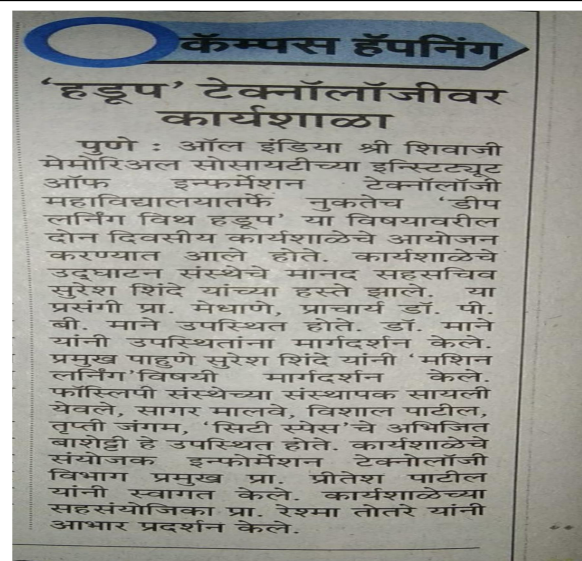 कॅम्पस हॅपनिंग
‘हडूप’ टेक्नॉलॉजीवर
कार्यशाळा
पुणे : ऑल इंडिया श्री शिवाजी
मेमोरिअल सोसायटीच्या इन्स्टिट्यूट
ऑफ इन्फर्मेशन टेक्नॉलॉजी
महाविद्यालयातर्फे नुकतेच ‘डीप
लर्निंग विथ हडूप’ या विषयावरील
दोन दिवसीय कार्यशाळेचे आयोजन
करण्यात आले होते. कार्यशाळेचे
उद्घाटन संस्थेचे मानद सहसचिव
सुरेश शिंदे यांच्या हस्ते झाले. या
प्रसंगी प्रा. मेधाणे, प्राचार्य डॉ. पी.
बी. माने उपस्थित होते. डॉ. माने
यांनी उपस्थितांना मार्गदर्शन केले.
प्रमुख पाहुणे सुरेश शिंदे यांनी ‘मशिन
लर्निंग’विषयी मार्गदर्शन केले.
फॉस्लिपी संस्थेच्या संस्थापक सायली
येवले, सागर मालवे, विशाल पाटील,
तृप्ती जंगम, ‘सिटी स्पेस’चे अभिजित
बाशेट्टी हे उपस्थित होते. कार्यशाळेचे
संयोजक इन्फोर्मेशन टेक्नोलॉजी
विभाग प्रमुख प्रा. प्रीतेश पाटील
यांनी स्वागत केले. कार्यशाळेच्या
सहसंयोजिका प्रा. रेश्मा तोतरे यांनी
आभार प्रदर्शन केले.